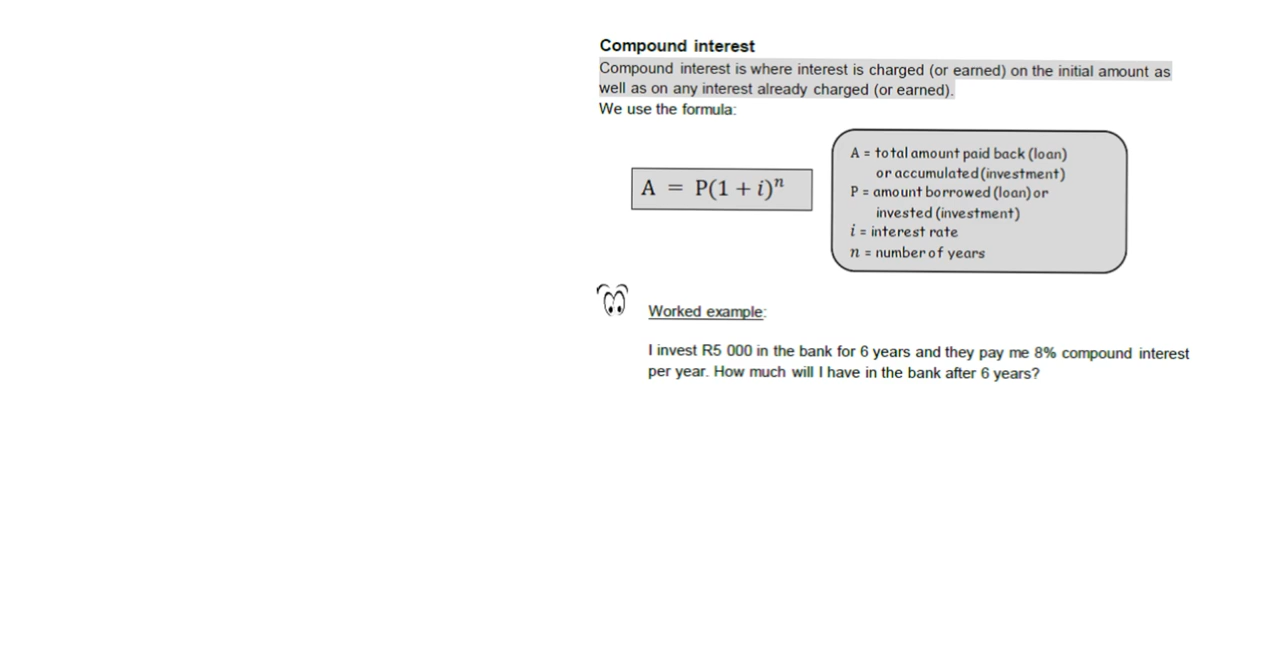 Compound interest
Compound interest is where interest is charged (or earned) on the initial amount as
well as on any interest already charged (or earned).
We use the formula:
A = P(1 + i)ⁿ
A = total amount paid back (loan)
or accumulated (investment)
P = amount borrowed (loan) or
invested (investment)
i = interest rate
n = number of years
Worked example:
I invest R5 000 in the bank for 6 years and they pay me 8% compound interest
per year. How much will I have in the bank after 6 years?